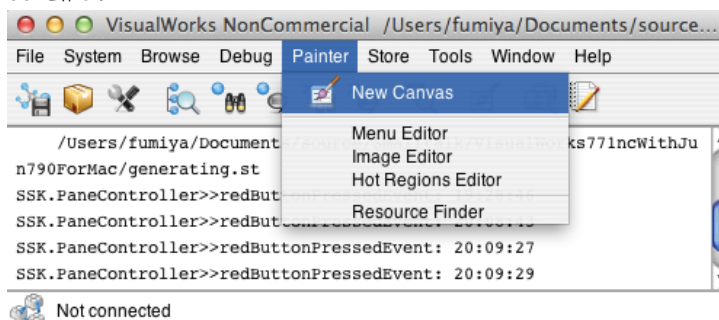 VisualWorks NonCommercial /Users/fumiya/Documents/source...
File System Browse Debug Painter Store Tools Window Help
New Canvas
Menu Editor
Image Editor
Hot Regions Editor
Resource Finder
/Users/fumiya/Document ks771ncWithJu
n790ForMac/generating.st
SSK.PaneController>>redBut
SSK.PaneController>>redButtonPressedEvent:
SSK.PaneController>>redButtonPressedEvent: 20:09:27
SSK.PaneController>>redButtonPressedEvent: 20:09:29
Not connected